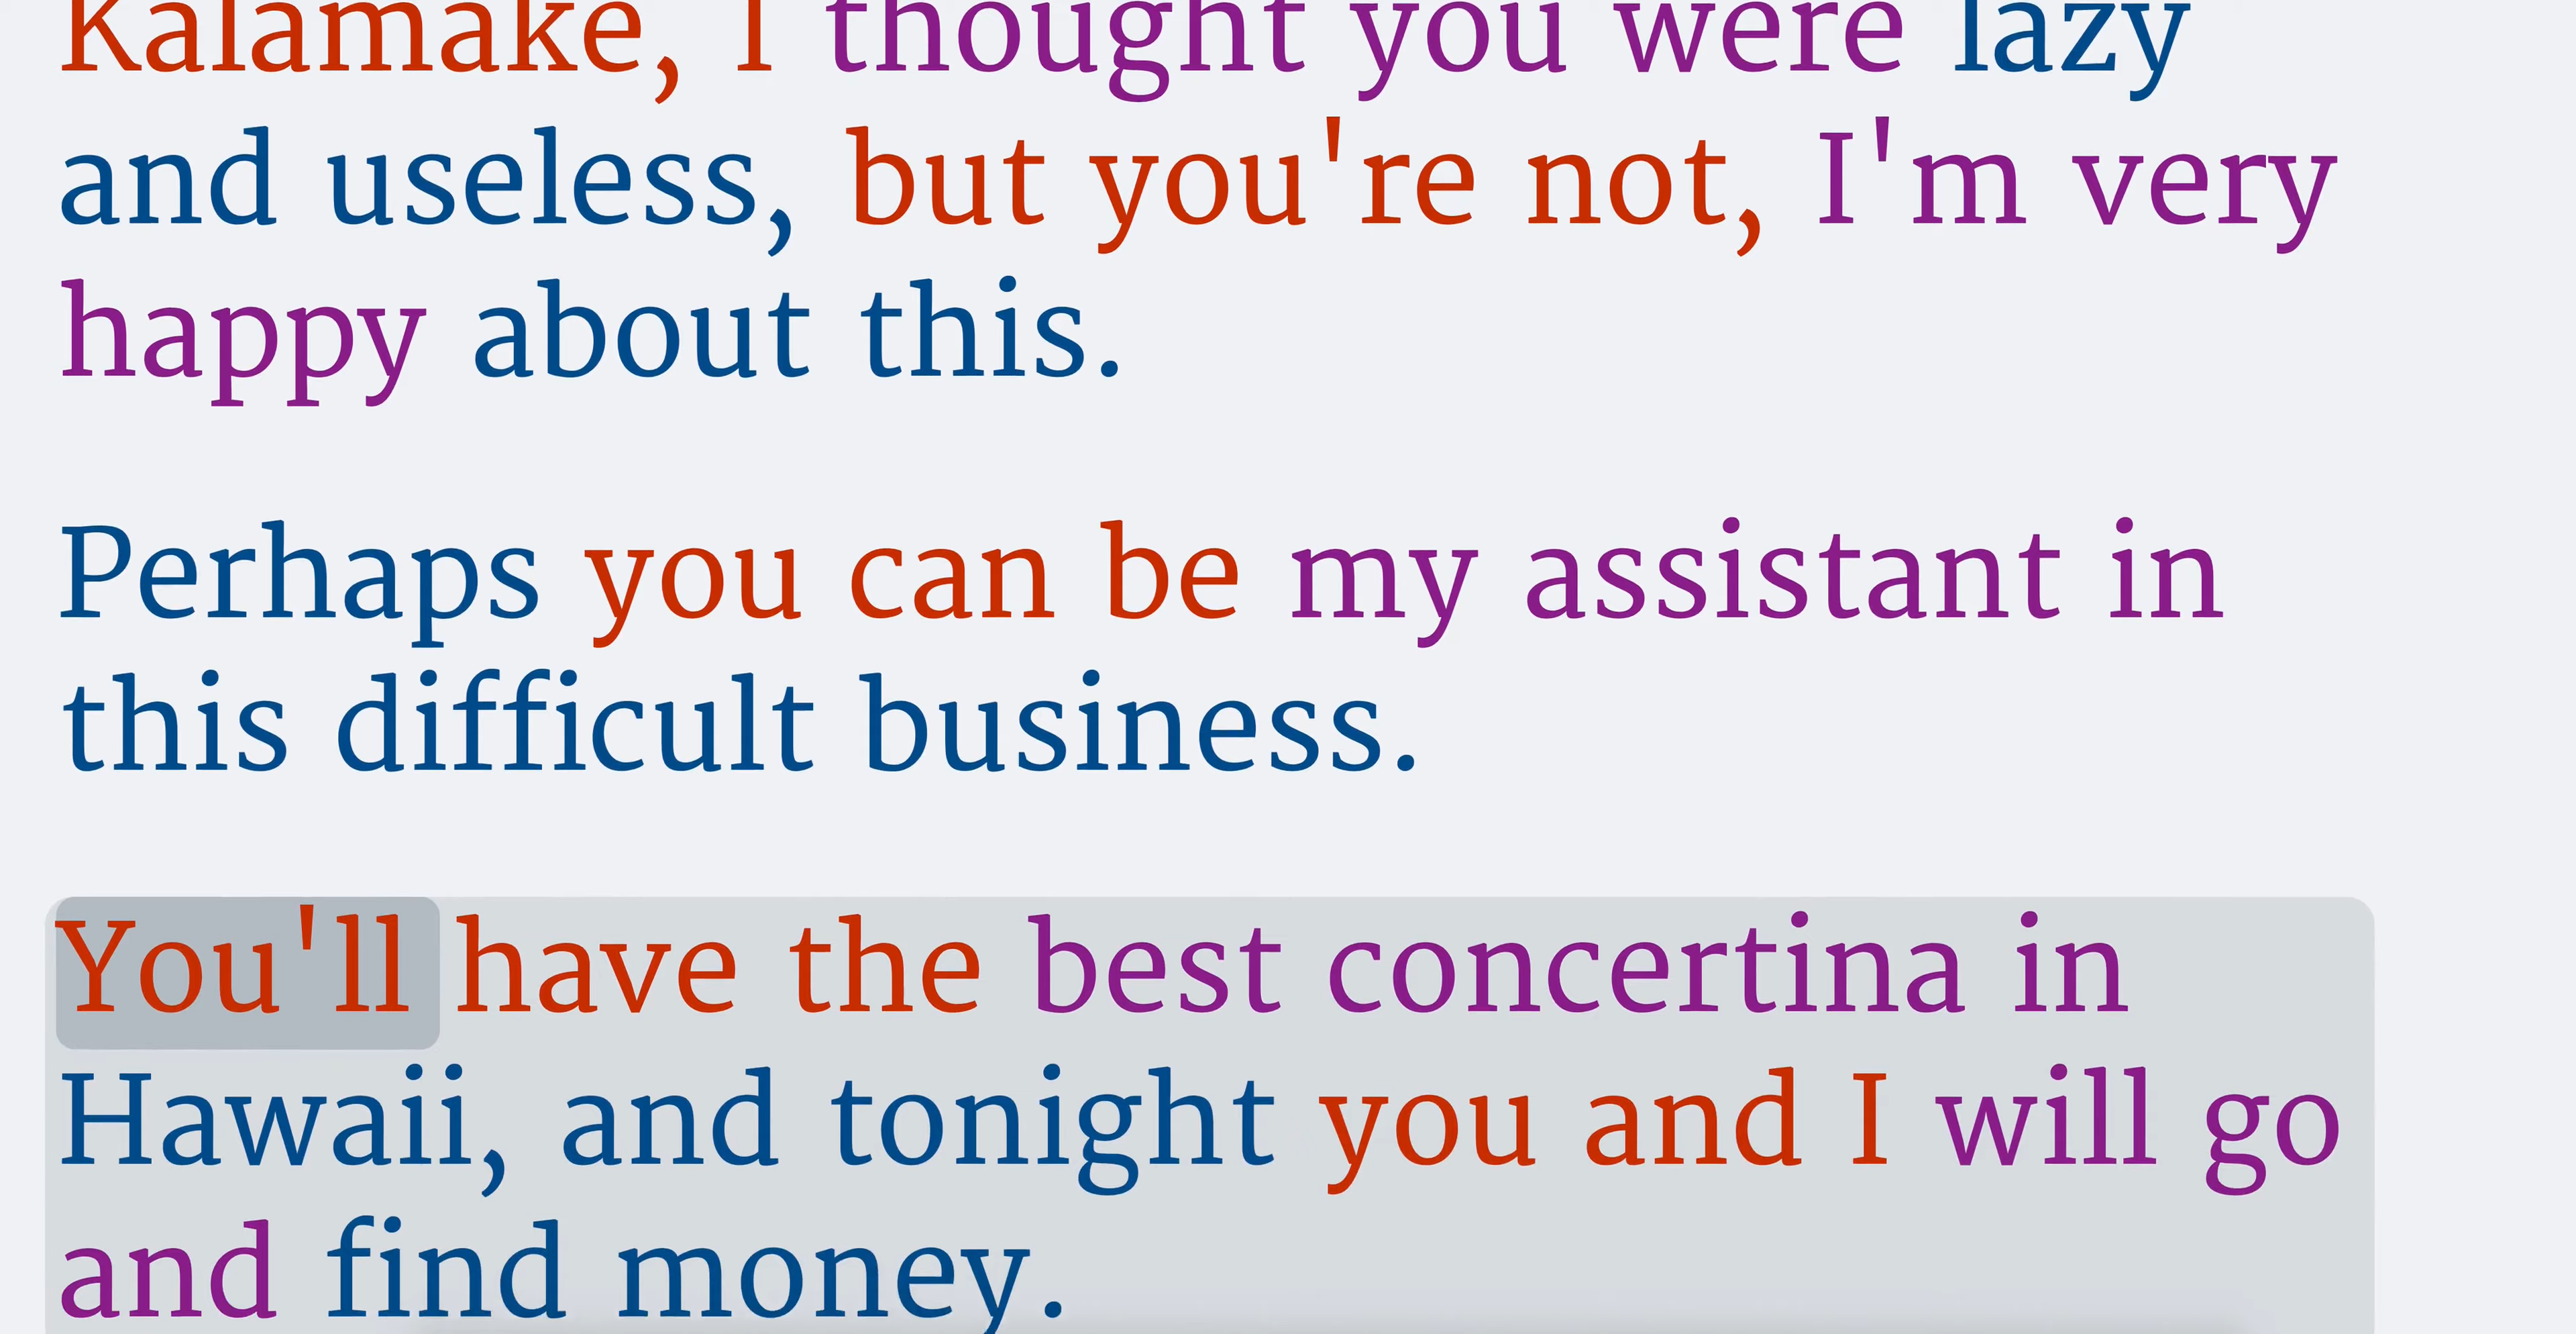 Kalamake, I thought you were lazy
and useless, but you're not, I'm very
happy about this.
Perhaps you can be my assistant in
this difficult business.
You'll have the best concertina in
Hawaii, and tonight you and I will go
and find money.